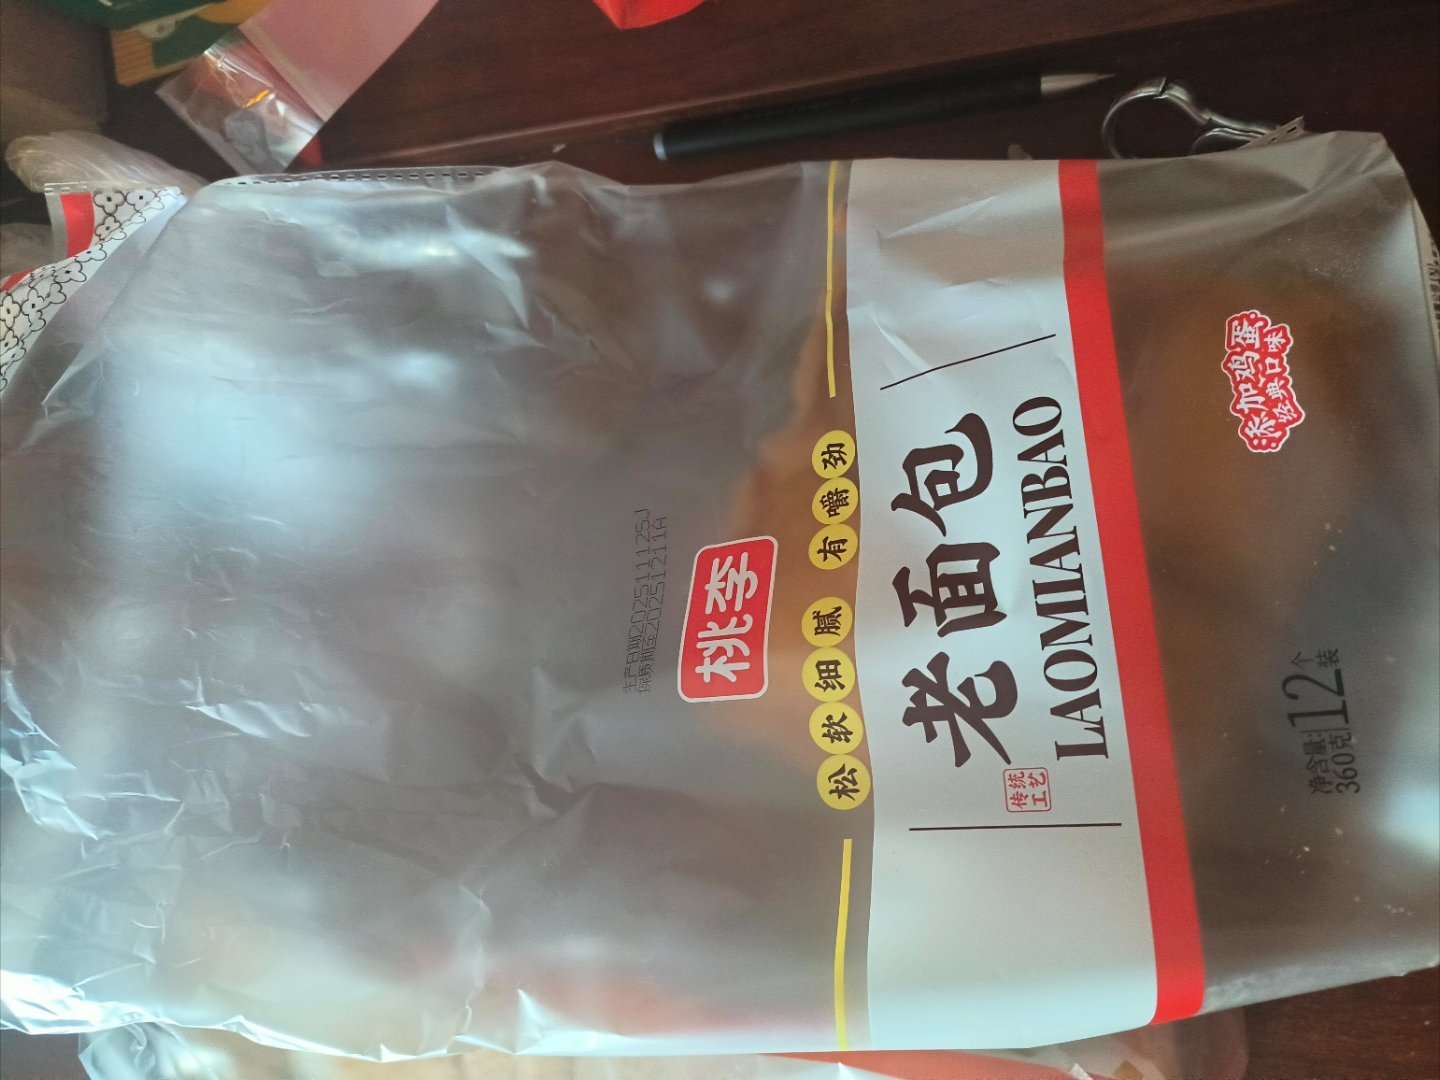 生产日期20251125J
保质期至20251211A
桃李
松软细腻 有嚼劲
老面包
传统
工艺
LAOMIANBAO
添加鸡蛋
经典口味
净含量:
360克
12个
装